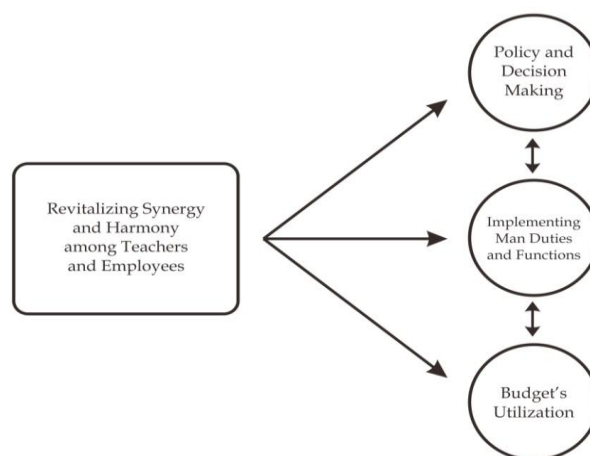 Policy and
Decision
Making
Revitalizing Synergy
and Harmony
among Teachers
and Employees
Implementing
Man Duties
and Functions
Budget's
Utilization